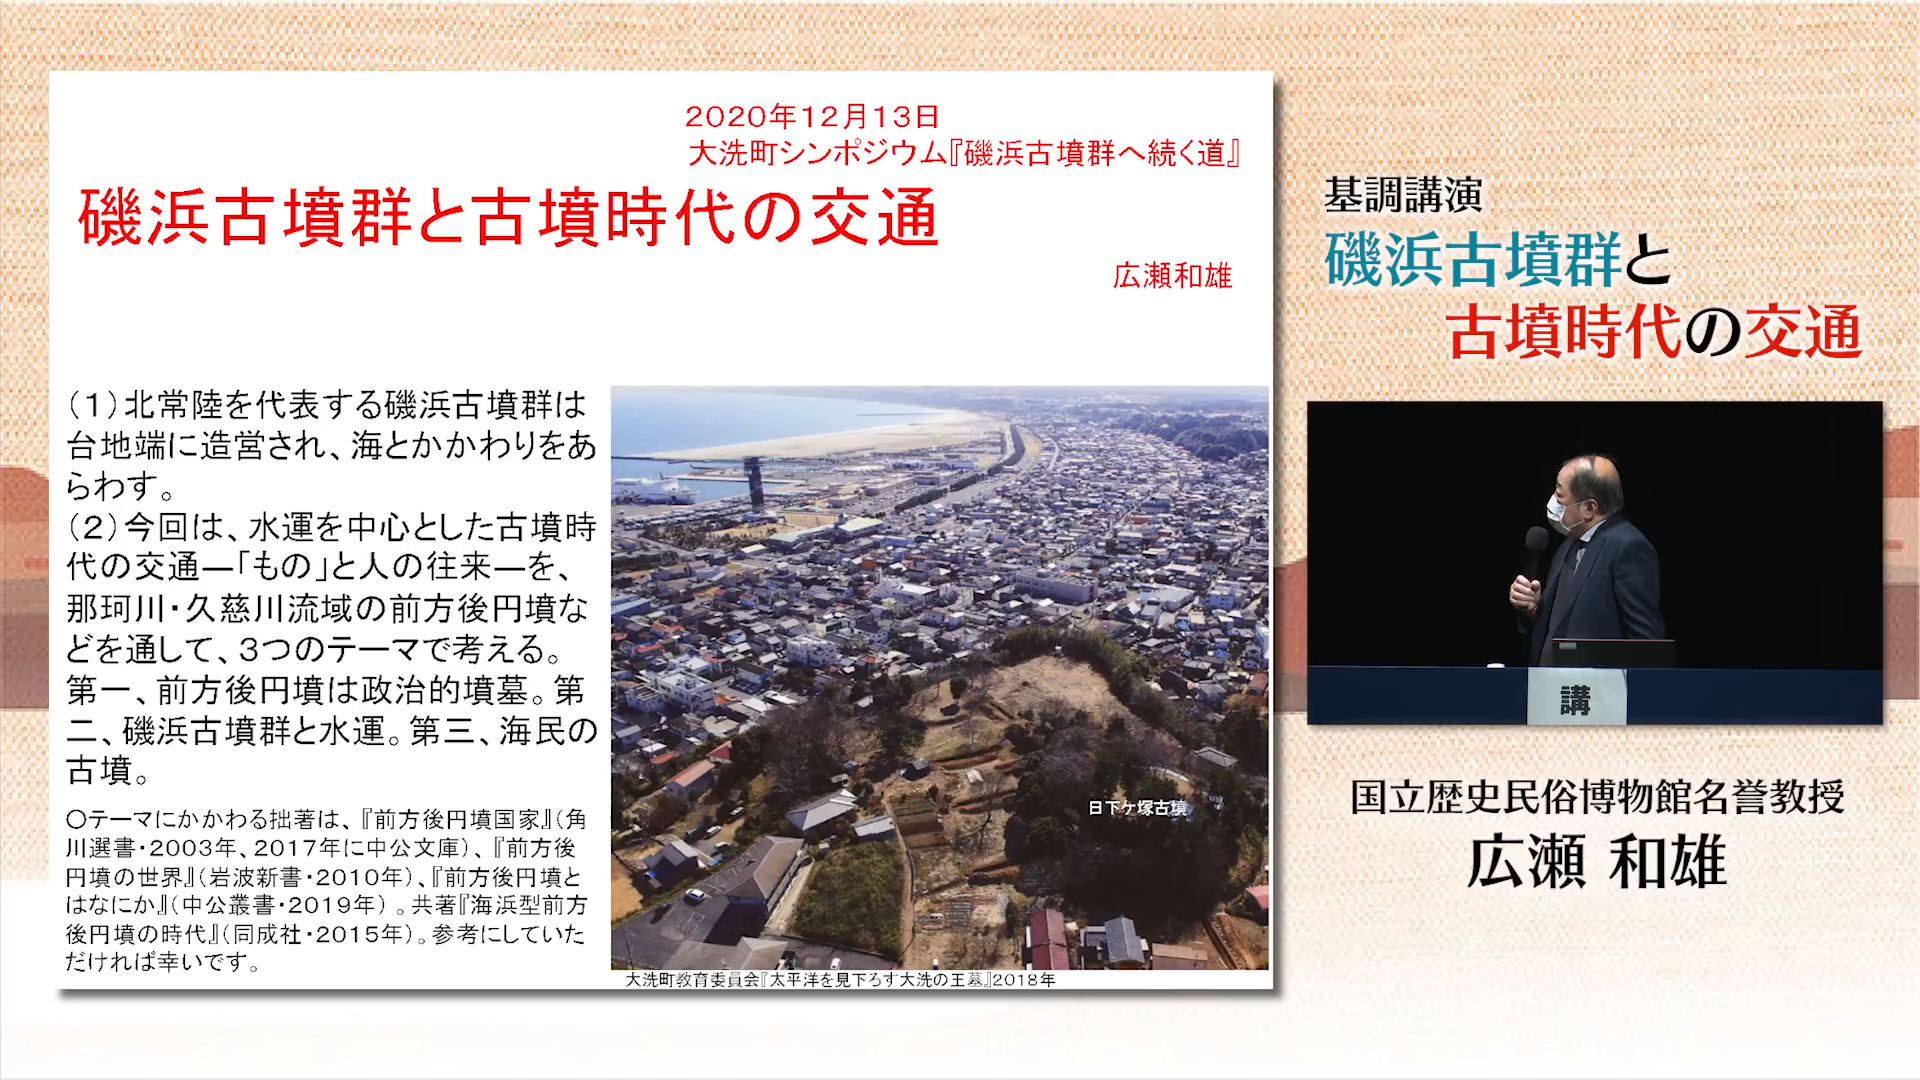 2020年12月13日
大洗町シンポジウム『磯浜古墳群へ続く道』
磯浜古墳群と古墳時代の交通
広瀬和雄
（１）北常陸を代表する磯浜古墳群は
台地端に造営され、海とかかわりをあ
らわす。
（２）今回は、水運を中心とした古墳時
代の交通―「もの」と人の往来―を、
那珂川・久慈川流域の前方後円墳な
どを通して、３つのテーマで考える。
第一、前方後円墳は政治的墳墓。第
二、磯浜古墳群と水運。第三、海民の
古墳。
○テーマにかかわる拙著は、『前方後円墳国家』（角
川選書・2003年、2017年に中公文庫）、『前方後
円墳の世界』（岩波新書・2010年）、『前方後円墳と
はなにか』（中公叢書・2019年）。共著『海浜型前方
後円墳の時代』（同成社・2015年）。参考にしていた
だければ幸いです。
日下ケ塚古墳
大洗町教育委員会『太平洋を見下ろす大洗の王墓』2018年
基調講演
磯浜古墳群と
古墳時代の交通
講
国立歴史民俗博物館名誉教授
広瀬 和雄